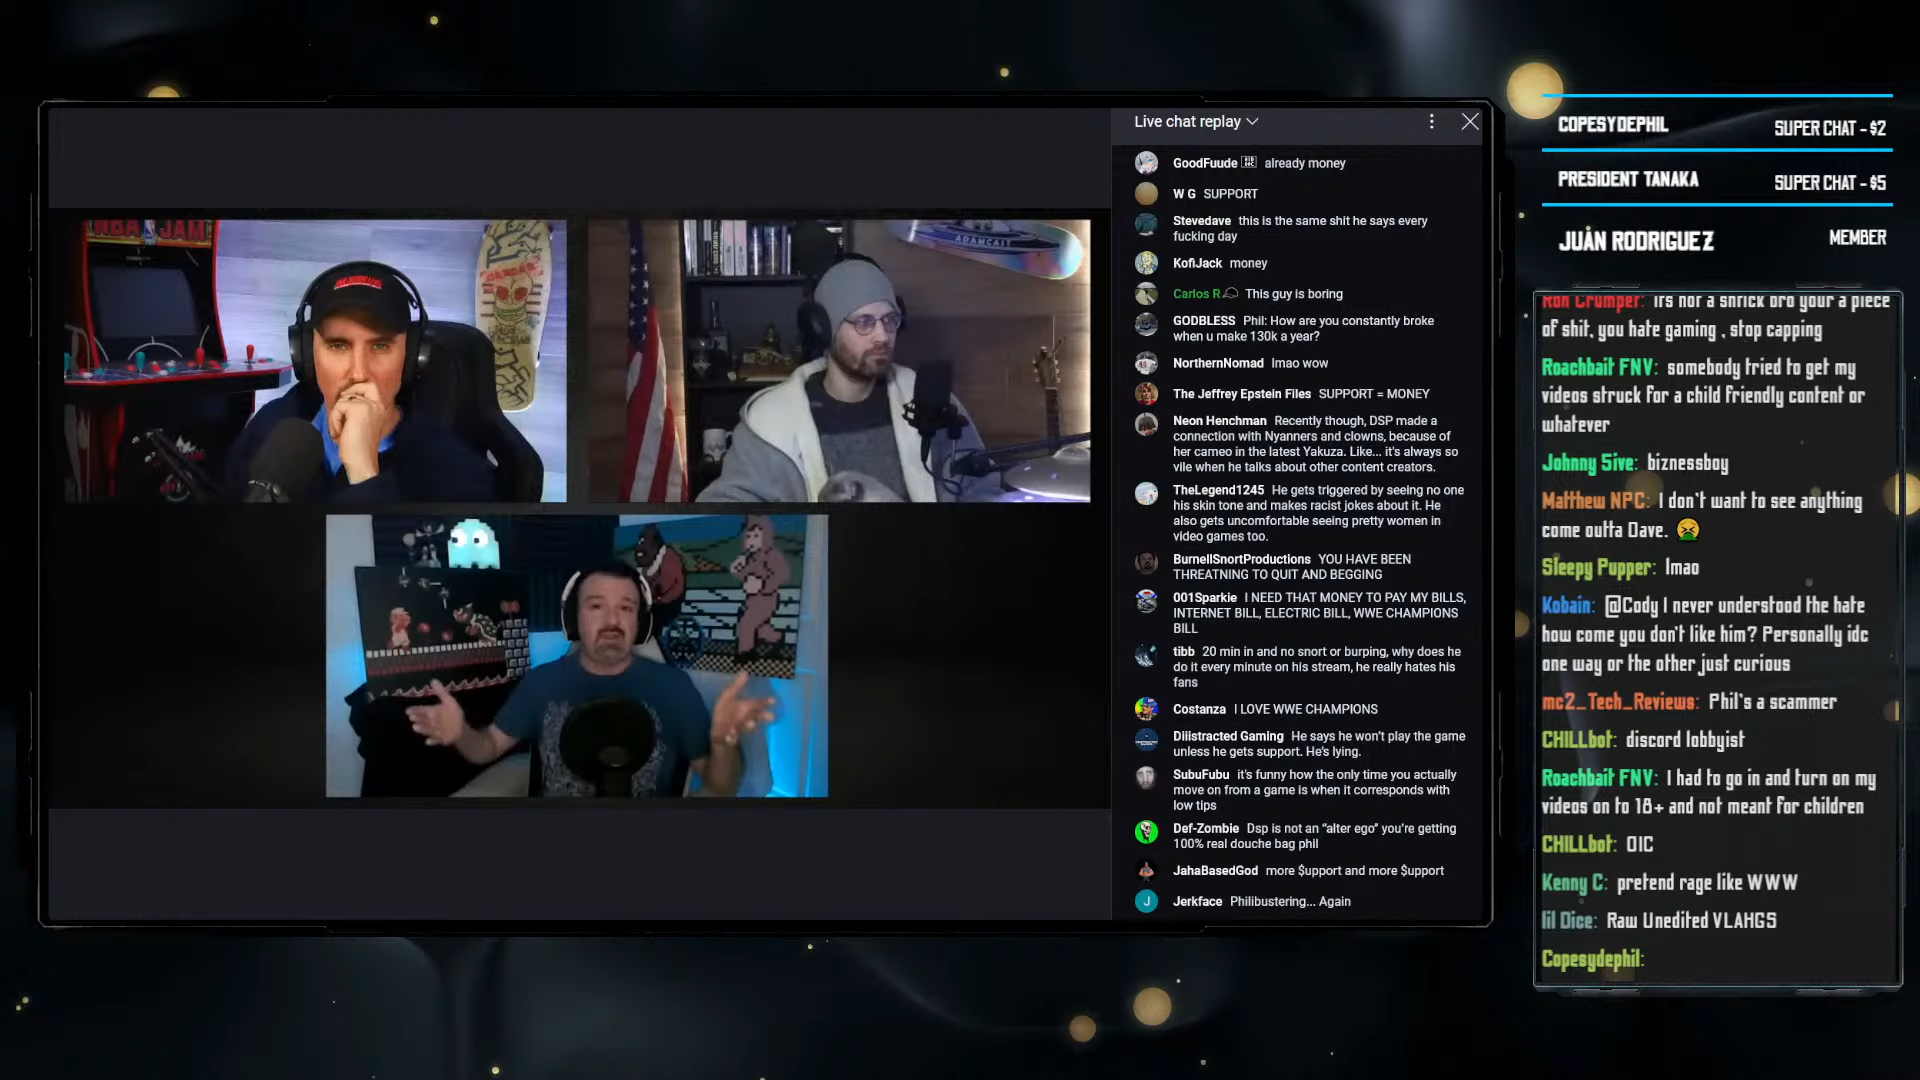 NBA JAM
ADAMCAIT
DANGER
Live chat replay
GoodFuude already money
W G SUPPORT
Stevedave this is the same shit he says every
fucking day
KofiJack money
Carlos R This guy is boring
GODBLESS Phil: How are you constantly broke
when u make 130k a year?
NorthernNomad lmao wow
The Jeffrey Epstein Files SUPPORT = MONEY
Neon Henchman Recently though, DSP made a
connection with Nyanners and clowns, because of
her cameo in the latest Yakuza. Like... it's always so
vile when he talks about other content creators.
TheLegend1245 He gets triggered by seeing no one
his skin tone and makes racist jokes about it. He
also gets uncomfortable seeing pretty women in
video games too.
BurnellSnortProductions YOU HAVE BEEN
THREATNING TO QUIT AND BEGGING
001Sparkie I NEED THAT MONEY TO PAY MY BILLS,
INTERNET BILL, ELECTRIC BILL, WWE CHAMPIONS
BILL
tibb 20 min in and no snort or burping, why does he
do it every minute on his stream, he really hates his
fans
Costanza I LOVE WWE CHAMPIONS
Diiistracted Gaming He says he won't play the game
unless he gets support. He's lying.
SubuFubu it's funny how the only time you actually
move on from a game is when it corresponds with
low tips
Def-Zombie Dsp is not an “alter ego” you're getting
100% real douche bag phil
JahaBasedGod more $upport and more $upport
J
Jerkface Philibustering... Again
COPESYDEPHIL SUPER CHAT - $2
PRESIDENT TANAKA SUPER CHAT - $5
JUÁN RODRIGUEZ MEMBER
Ron Crumper: its not a shtick bro your a piece
of shit, you hate gaming , stop capping
Roachbait FNV: somebody tried to get my
videos struck for a child friendly content or
whatever
Johnny 5ive: biznessboy
Matthew NPC: I don't want to see anything
come outta Dave. 🤮
Sleepy Pupper: lmao
Kobain: @Cody I never understood the hate
how come you don't like him? Personally idc
one way or the other just curious
mc2_Tech_Reviews: Phil's a scammer
CHILLbot: discord lobbyist
Roachbait FNV: I had to go in and turn on my
videos on to 18+ and not meant for children
CHILLbot: OIC
Kenny C: pretend rage like WWW
lil Dice: Raw Unedited VLAHGS
Copesydephil: